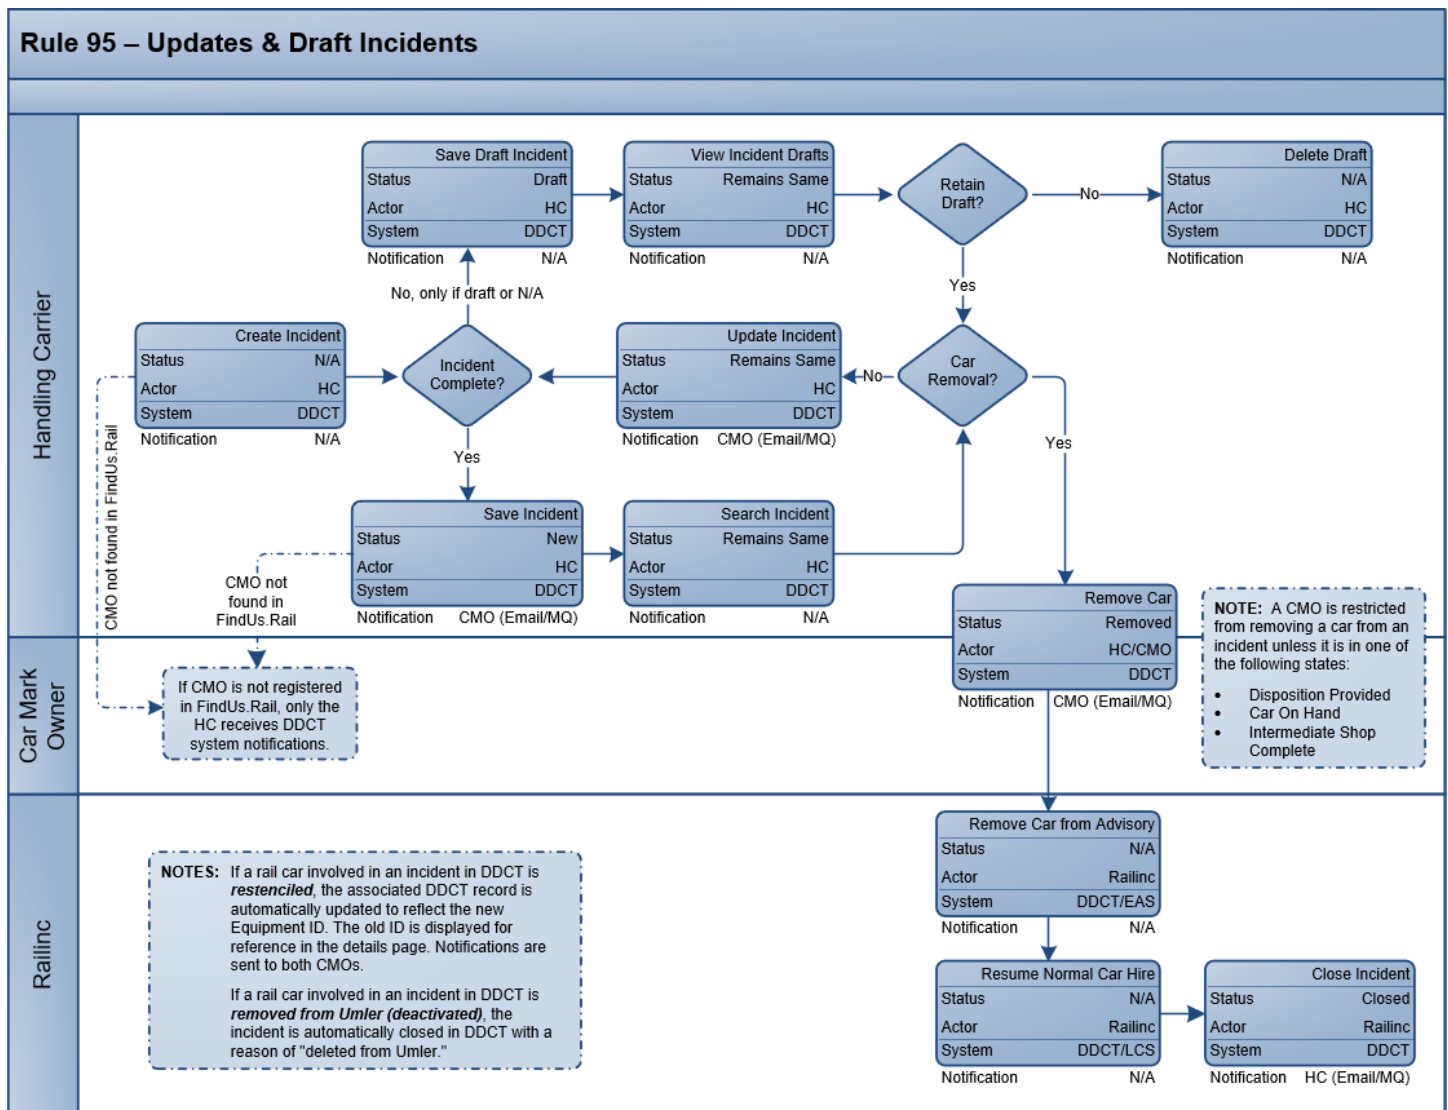 Rule 95 – Updates & Draft Incidents
Handling Carrier
Save Draft Incident
Status Draft
Actor HC
System DDCT
Notification N/A
View Incident Drafts
Status Remains Same
Actor HC
System DDCT
Notification N/A
Retain
Draft?
No
Delete Draft
Status N/A
Actor HC
System DDCT
Notification N/A
No, only if draft or N/A
Yes
Create Incident
Status N/A
Actor HC
System DDCT
Notification N/A
Incident
Complete?
Update Incident
Status Remains Same
Actor HC
System DDCT
Notification CMO (Email/MQ)
No
Car
Removal?
Yes
Yes
CMO not found in FindUs.Rail
Save Incident
Status New
Actor HC
System DDCT
Notification CMO (Email/MQ)
Search Incident
Status Remains Same
Actor HC
System DDCT
Notification N/A
CMO not
found in
FindUs.Rail
Remove Car
Status Removed
Actor HC/CMO
System DDCT
Notification CMO (Email/MQ)
NOTE: A CMO is restricted
from removing a car from an
incident unless it is in one of
the following states:
• Disposition Provided
• Car On Hand
• Intermediate Shop
Complete
Car Mark
Owner
If CMO is not registered
in FindUs.Rail, only the
HC receives DDCT
system notifications.
Railinc
NOTES: If a rail car involved in an incident in DDCT is
restenciled, the associated DDCT record is
automatically updated to reflect the new
Equipment ID. The old ID is displayed for
reference in the details page. Notifications are
sent to both CMOs.
If a rail car involved in an incident in DDCT is
removed from Umler (deactivated), the
incident is automatically closed in DDCT with a
reason of "deleted from Umler."
Remove Car from Advisory
Status N/A
Actor Railinc
System DDCT/EAS
Notification N/A
Resume Normal Car Hire
Status N/A
Actor Railinc
System DDCT/LCS
Notification N/A
Close Incident
Status Closed
Actor Railinc
System DDCT
Notification HC (Email/MQ)